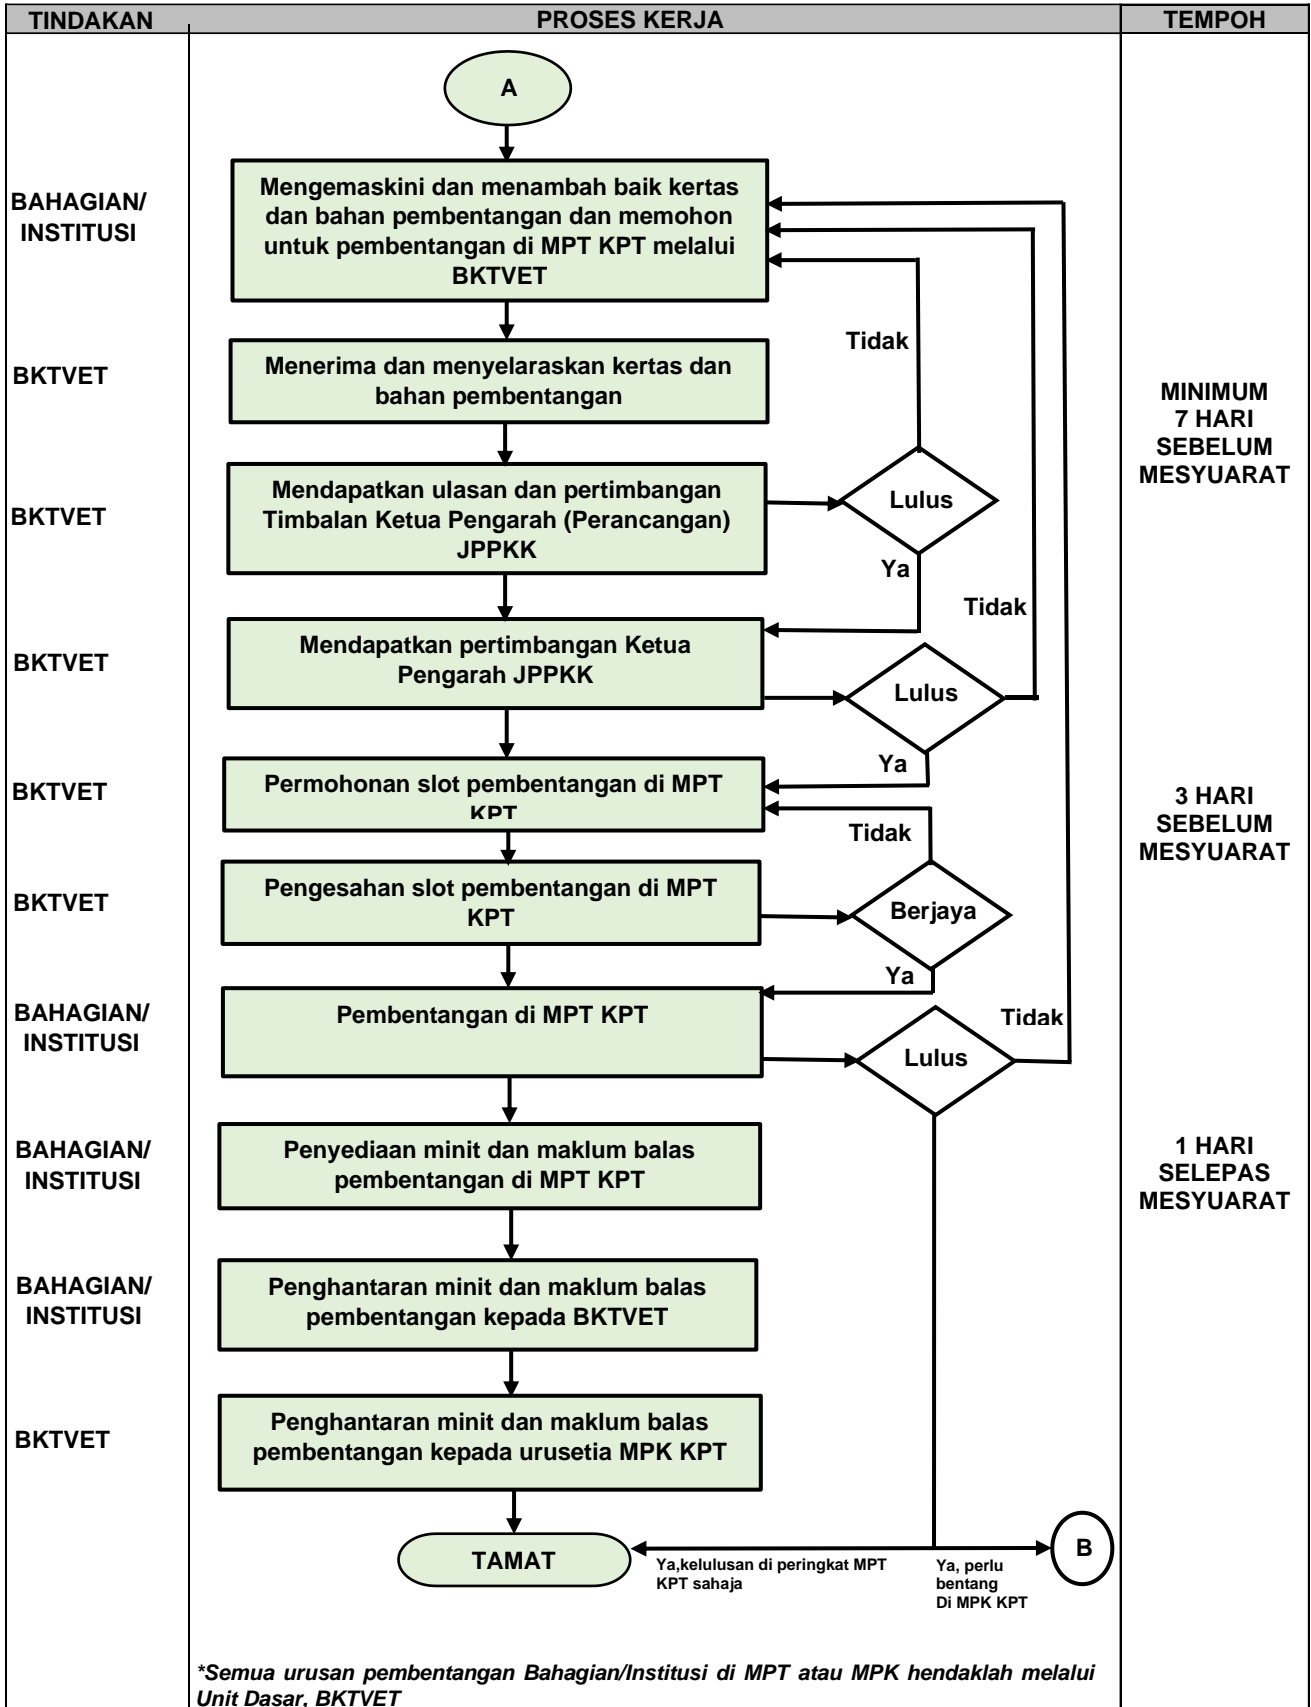 TINDAKAN
PROSES KERJA
TEMPOH
A
BAHAGIAN/
INSTITUSI
Mengemaskini dan menambah baik kertas
dan bahan pembentangan dan memohon
untuk pembentangan di MPT KPT melalui
BKTVET
Tidak
BKTVET
Menerima dan menyelaraskan kertas dan
bahan pembentangan
MINIMUM
7 HARI
SEBELUM
MESYUARAT
BKTVET
Mendapatkan ulasan dan pertimbangan
Timbalan Ketua Pengarah (Perancangan)
JPPKK
Lulus
Ya
Tidak
BKTVET
Mendapatkan pertimbangan Ketua
Pengarah JPPKK
Lulus
Ya
BKTVET
Permohonan slot pembentangan di MPT
KPT
Tidak
3 HARI
SEBELUM
MESYUARAT
BKTVET
Pengesahan slot pembentangan di MPT
KPT
Berjaya
Ya
BAHAGIAN/
INSTITUSI
Pembentangan di MPT KPT
Tidak
Lulus
BAHAGIAN/
INSTITUSI
Penyediaan minit dan maklum balas
pembentangan di MPT KPT
1 HARI
SELEPAS
MESYUARAT
BAHAGIAN/
INSTITUSI
Penghantaran minit dan maklum balas
pembentangan kepada BKTVET
BKTVET
Penghantaran minit dan maklum balas
pembentangan kepada urusetia MPK KPT
TAMAT
Ya,kelulusan di peringkat MPT
KPT sahaja
Ya, perlu
bentang
Di MPK KPT
B
*Semua urusan pembentangan Bahagian/Institusi di MPT atau MPK hendaklah melalui
Unit Dasar, BKTVET